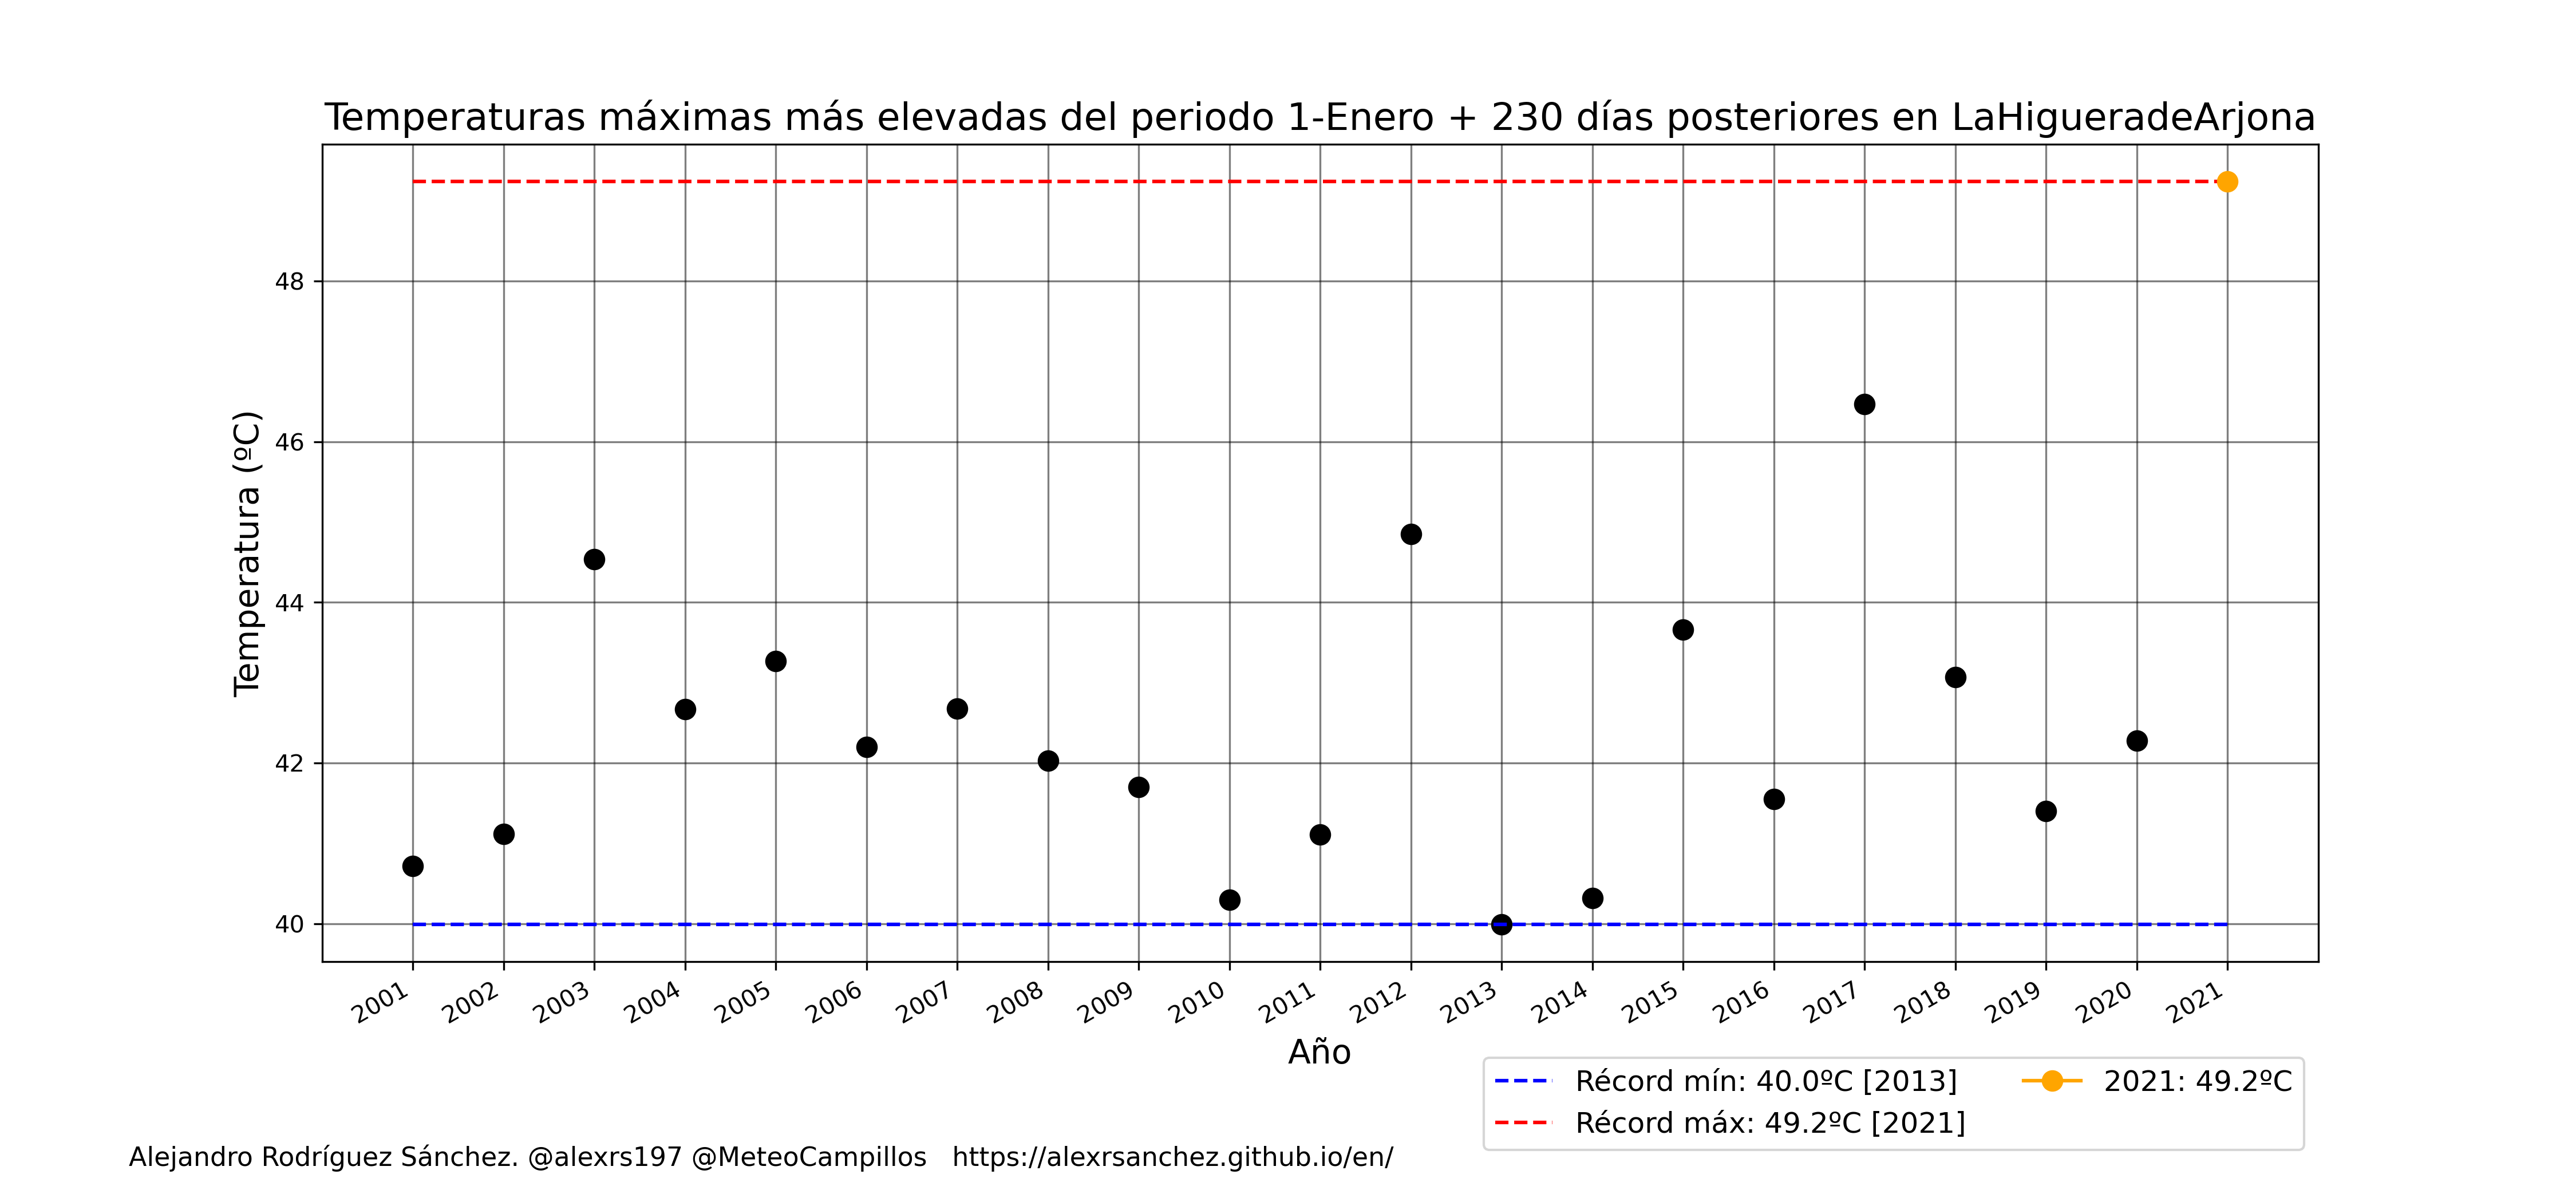 Temperaturas máximas más elevadas del periodo 1-Enero + 230 días posteriores en LaHigueradeArjona
Temperatura (ºC)
48
46
44
42
40
2001 2002 2003 2004 2005 2006 2007 2008 2009 2010 2011 2012 2013 2014 2015 2016 2017 2018 2019 2020 2021
Año
Récord mín: 40.0ºC [2013] 2021: 49.2ºC
Récord máx: 49.2ºC [2021]
Alejandro Rodríguez Sánchez. @alexrs197 @MeteoCampillos https://alexrsanchez.github.io/en/